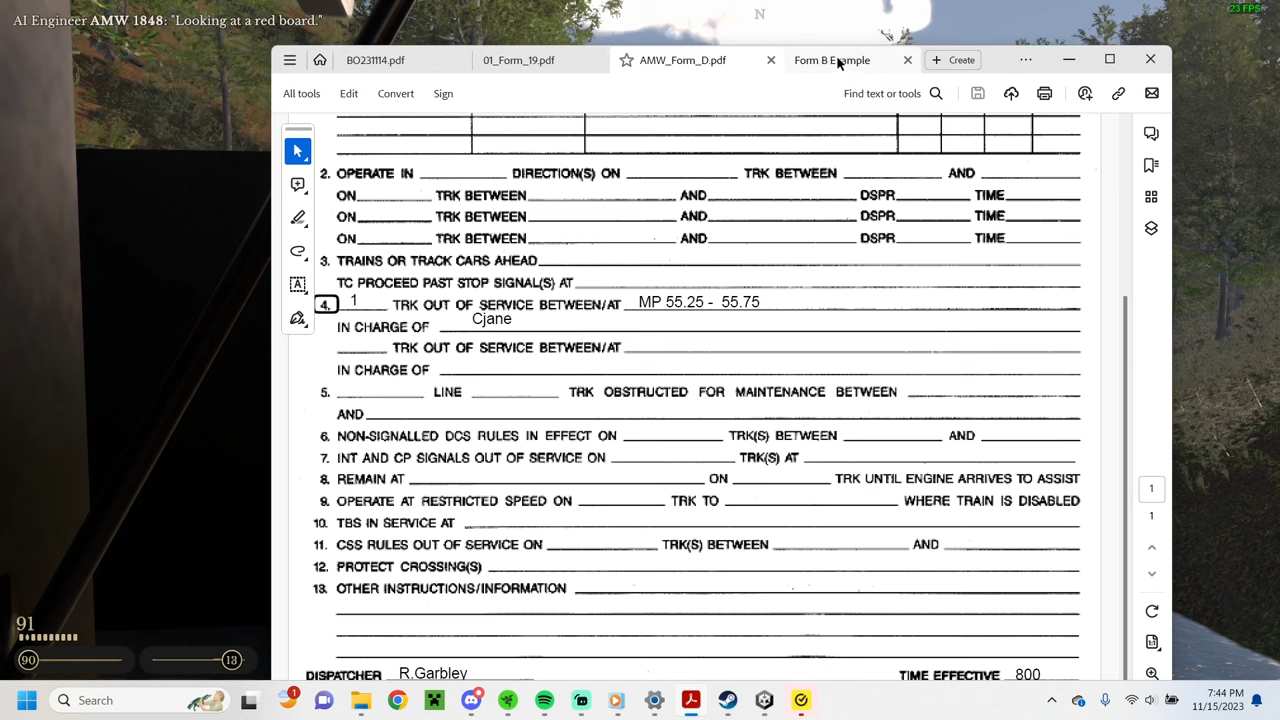 AI Engineer AMW 1848: "Looking at a red board."
N
23 FPS
BO231114.pdf 01_Form_19.pdf AMW_Form_D.pdf Form B Example Create
All tools Edit Convert Sign Find text or tools
2. OPERATE IN DIRECTION(S) ON TRK BETWEEN AND
ON TRK BETWEEN AND DSPR TIME
ON TRK BETWEEN AND DSPR TIME
ON TRK BETWEEN AND DSPR TIME
3. TRAINS OR TRACK CARS AHEAD
TC PROCEED PAST STOP SIGNAL(S) AT
4. 1 TRK OUT OF SERVICE BETWEEN/AT MP 55.25 - 55.75
IN CHARGE OF Cjane
TRK OUT OF SERVICE BETWEEN/AT
IN CHARGE OF
5. LINE TRK OBSTRUCTED FOR MAINTENANCE BETWEEN
AND
6. NON-SIGNALLED DCS RULES IN EFFECT ON TRK(S) BETWEEN AND
7. INT AND CP SIGNALS OUT OF SERVICE ON TRK(S) AT
8. REMAIN AT ON TRK UNTIL ENGINE ARRIVES TO ASSIST
9. OPERATE AT RESTRICTED SPEED ON TRK TO WHERE TRAIN IS DISABLED
10. TBS IN SERVICE AT
11. CSS RULES OUT OF SERVICE ON TRK(S) BETWEEN AND
12. PROTECT CROSSING(S)
13. OTHER INSTRUCTIONS/INFORMATION
DISPATCHER R.Garbley TIME EFFECTIVE 800
1
1
91
90 13
Search
1
7:44 PM
11/15/2023